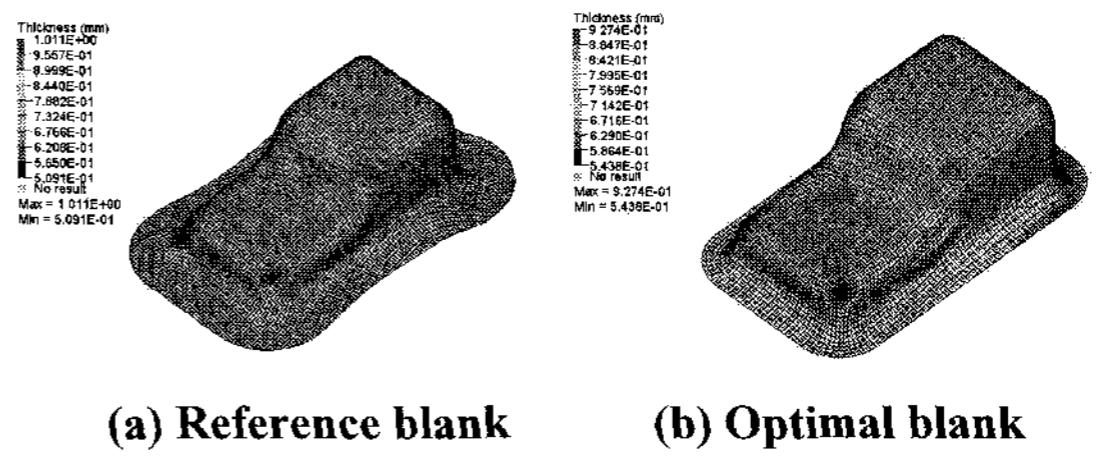 Thickness (mm)
1.011E+00
9.557E-01
8.999E-01
8.440E-01
7.882E-01
7.324E-01
6.766E-01
6.208E-01
5.650E-01
5.091E-01
No result
Max = 1.011E+00
Min = 5.091E-01
Thickness (mm)
9.274E-01
8.847E-01
8.421E-01
7.995E-01
7.569E-01
7.142E-01
6.716E-01
6.290E-01
5.864E-01
5.438E-01
No result
Max = 9.274E-01
Min = 5.438E-01
(a) Reference blank
(b) Optimal blank